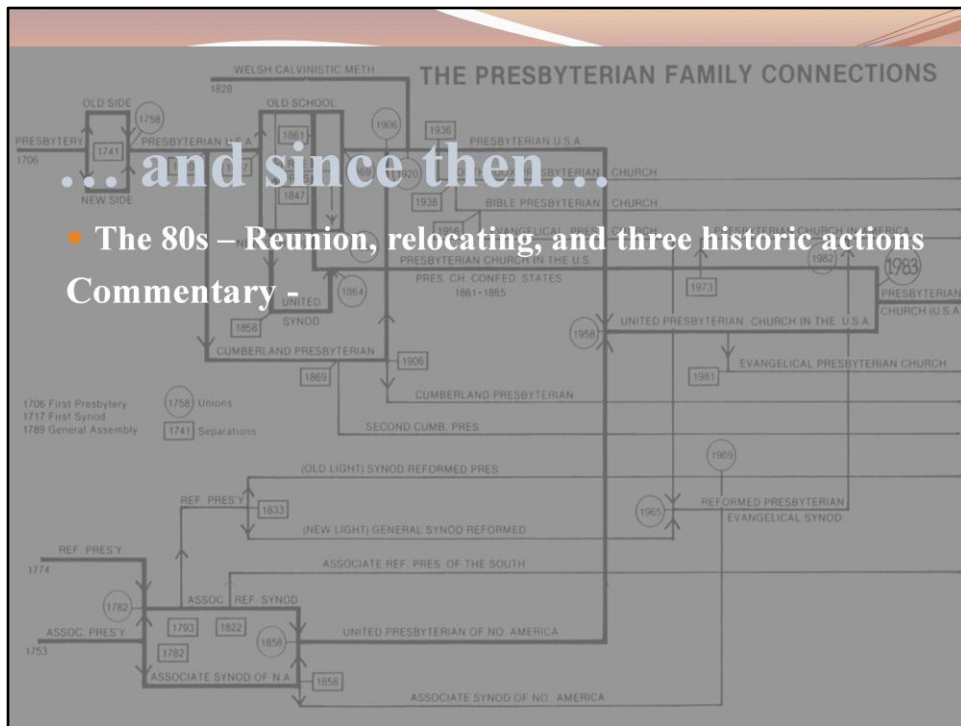 THE PRESBYTERIAN FAMILY CONNECTIONS
… and since then…
• The 80s – Reunion, relocating, and three historic actions
Commentary -
WELSH CALVINISTIC METH
1828
OLD SIDE
1758
OLD SCHOOL
1861
1906
1936
PRESBYTERY
1706
1741
PRESBYTERIAN U.S.A.
PRESBYTERIAN U.S.A.
NEW SIDE
1847
1920
CHURCH
1936
BIBLE PRESBYTERIAN CHURCH
1956
PRESBYTERIAN CHURCH IN THE U.S.
1982
1983
PRES. CH. CONFED. STATES
1861-1865
1973
PRESBYTERIAN
CHURCH (U.S.A.)
1864
UNITED
SYNOD
1858
1958
UNITED PRESBYTERIAN CHURCH IN THE U.S.A.
CUMBERLAND PRESBYTERIAN
1906
1869
1981
EVANGELICAL PRESBYTERIAN CHURCH
CUMBERLAND PRESBYTERIAN
1706 First Presbytery
1717 First Synod
1789 General Assembly
1758 Unions
1741 Separations
SECOND CUMB. PRES.
1969
(OLD LIGHT) SYNOD REFORMED PRES.
REF. PRES'Y
1833
1965
REFORMED PRESBYTERIAN
EVANGELICAL SYNOD
(NEW LIGHT) GENERAL SYNOD REFORMED
REF. PRES'Y
1774
ASSOCIATE REF. PRES. OF THE SOUTH
1782
ASSOC. REF. SYNOD
1793
1822
ASSOC. PRES'Y
1753
1782
1858
UNITED PRESBYTERIAN OF NO. AMERICA
ASSOCIATE SYNOD OF N.A.
1858
ASSOCIATE SYNOD OF NO. AMERICA